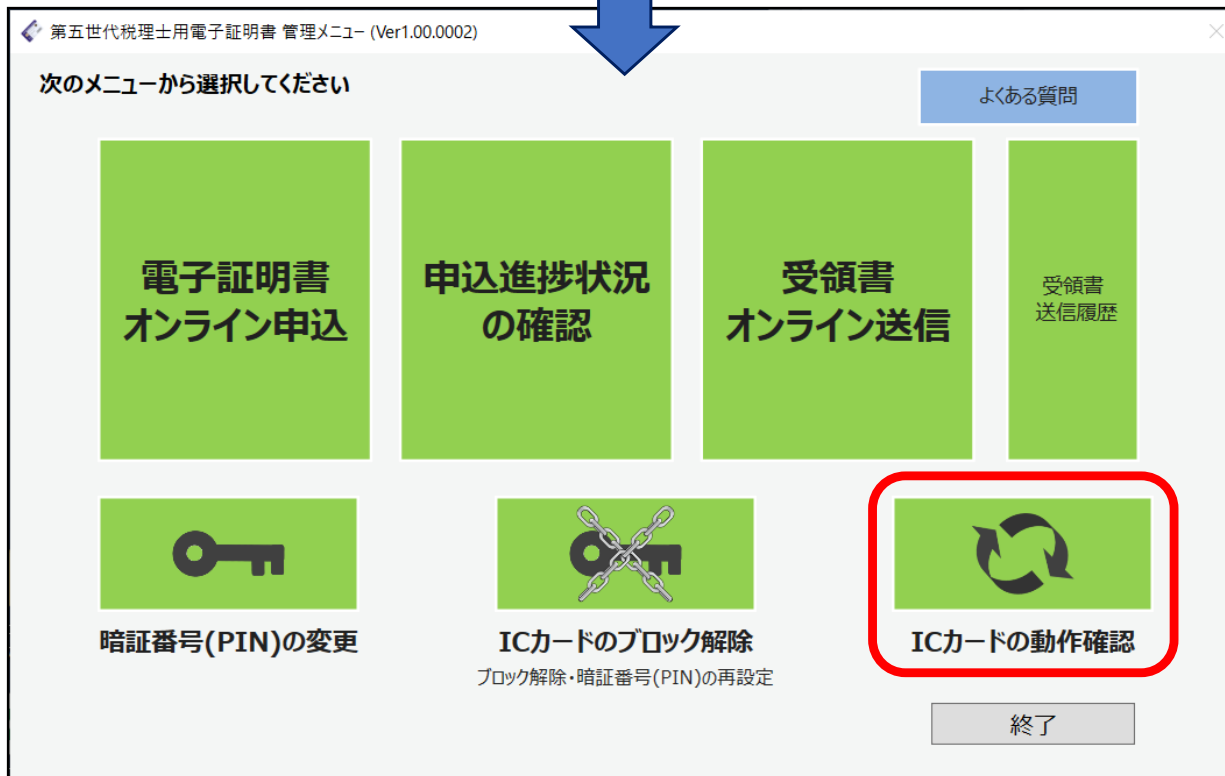 第五世代税理士用電子証明書 管理メニュー (Ver1.00.0002)
次のメニューから選択してください
よくある質問
電子証明書
オンライン申込
申込進捗状況
の確認
受領書
オンライン送信
受領書
送信履歴
暗証番号(PIN)の変更
ICカードのブロック解除
ブロック解除・暗証番号(PIN)の再設定
ICカードの動作確認
終了